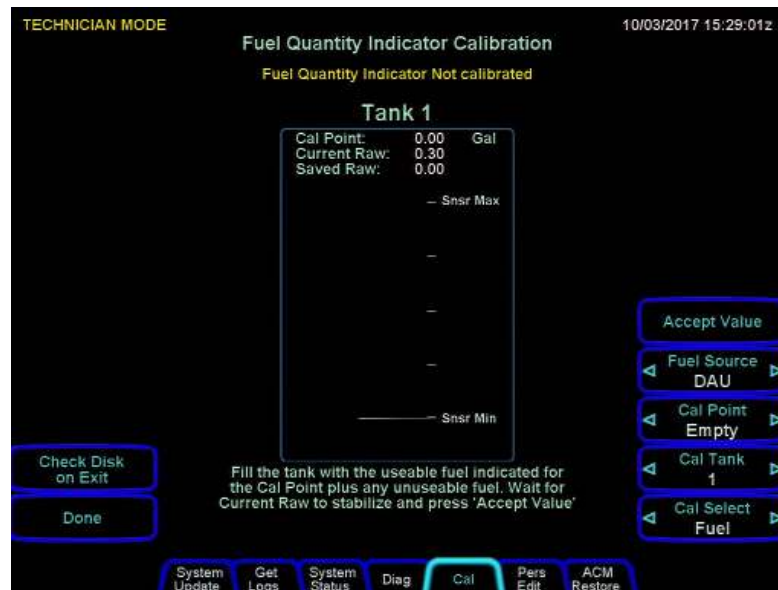 TECHNICIAN MODE
10/03/2017 15:29:01z
Fuel Quantity Indicator Calibration
Fuel Quantity Indicator Not calibrated
Tank 1
Cal Point: 0.00 Gal
Current Raw: 0.30
Saved Raw: 0.00
Snsr Max
Snsr Min
Accept Value
Fuel Source
DAU
Cal Point
Empty
Cal Tank
1
Cal Select
Fuel
Check Disk
on Exit
Done
Fill the tank with the useable fuel indicated for
the Cal Point plus any unuseable fuel. Wait for
Current Raw to stabilize and press 'Accept Value'
System
Update
Get
Logs
System
Status
Diag
Cal
Pers
Edit
ACM
Restore